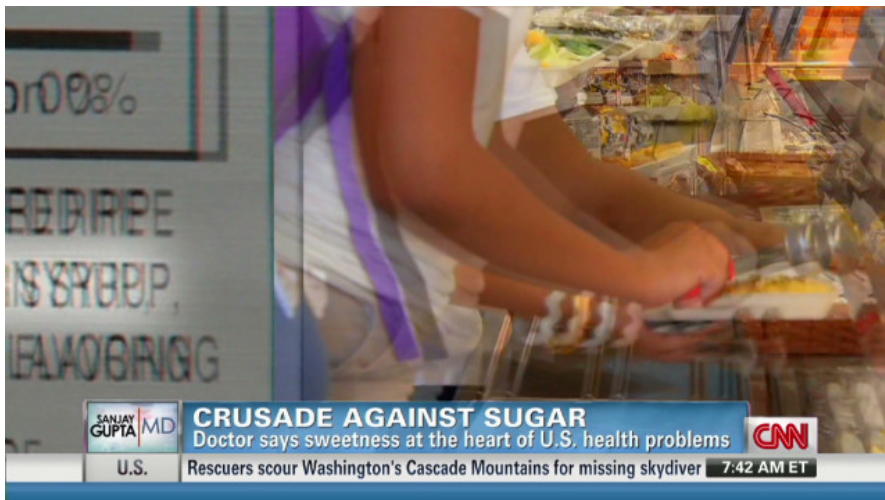 SYRUP,
SANJAY
GUPTA MD
CRUSADE AGAINST SUGAR
Doctor says sweetness at the heart of U.S. health problems
CNN
U.S.
Rescuers scour Washington's Cascade Mountains for missing skydiver
7:42 AM ET